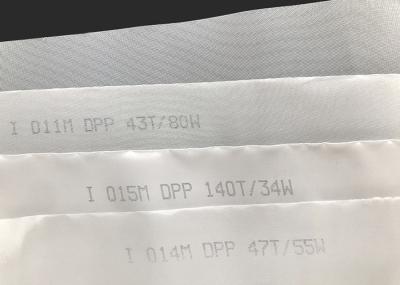 I 011M DPP 43T/80W
I 015M DPP 140T/34W
I 014M DPP 47T/55W